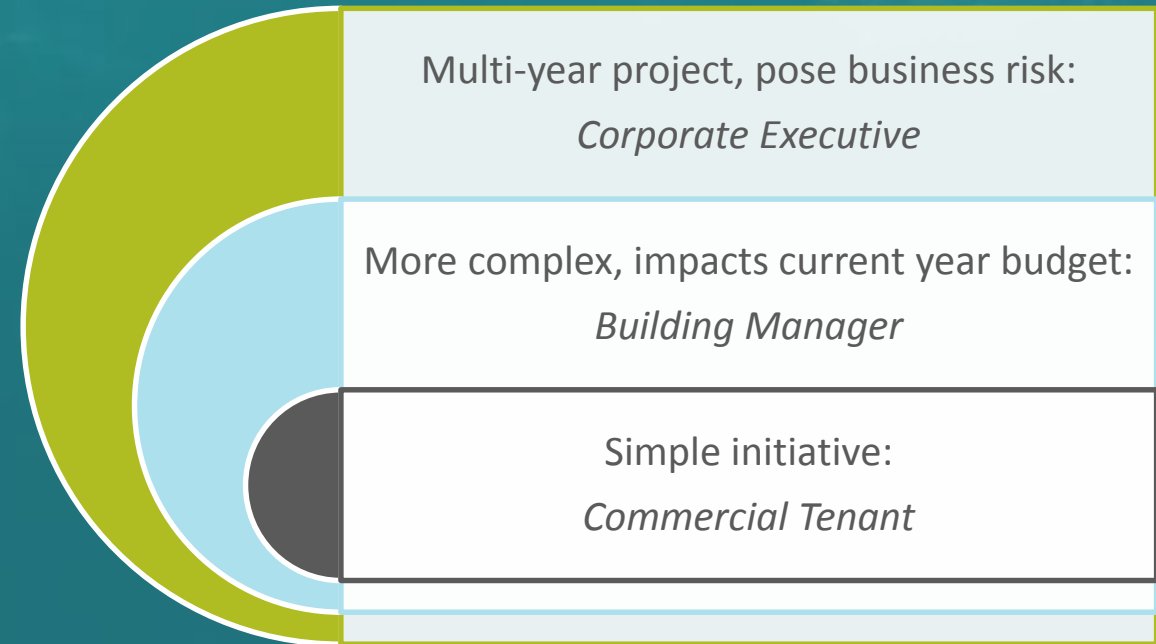 Multi-year project, pose business risk:
Corporate Executive
More complex, impacts current year budget:
Building Manager
Simple initiative:
Commercial Tenant